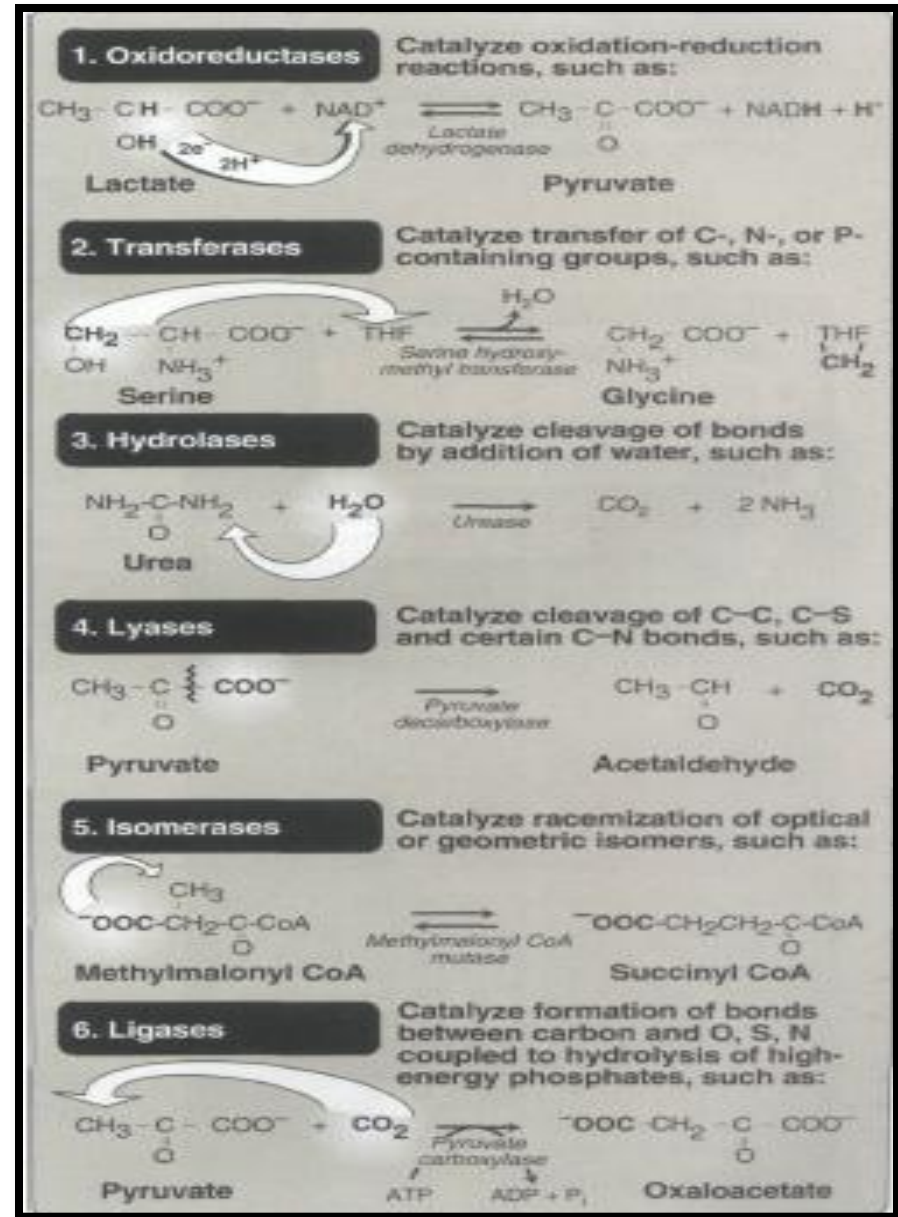 1. Oxidoreductases
Catalyze oxidation-reduction
reactions, such as:
CH₃-CH-COO⁻ + NAD⁺ ⇌ CH₃-C-COO⁻ + NADH + H⁺
OH 2e⁻ 2H⁺ Lactate dehydrogenase O
Lactate Pyruvate
2. Transferases
Catalyze transfer of C-, N-, or P-
containing groups, such as:
H₂O
CH₂-CH-COO⁻ + THF ⇌ CH₂ COO⁻ + THF
OH NH₃⁺ Serine hydroxy-methyl transferase NH₃⁺ CH₂
Serine Glycine
3. Hydrolases
Catalyze cleavage of bonds
by addition of water, such as:
NH₂-C-NH₂ + H₂O → CO₂ + 2 NH₃
O Urease
Urea
4. Lyases
Catalyze cleavage of C-C, C-S
and certain C-N bonds, such as:
CH₃-C-COO⁻ → CH₃-CH + CO₂
O Pyruvate decarboxylase O
Pyruvate Acetaldehyde
5. Isomerases
Catalyze racemization of optical
or geometric isomers, such as:
CH₃
⁻OOC-CH₂-C-CoA ⇌ ⁻OOC-CH₂CH₂-C-CoA
O Methylmalonyl CoA mutase O
Methylmalonyl CoA Succinyl CoA
6. Ligases
Catalyze formation of bonds
between carbon and O, S, N
coupled to hydrolysis of high-
energy phosphates, such as:
CH₃-C-COO⁻ + CO₂ → ⁻OOC-CH₂-C-COO⁻
O Pyruvate carboxylase O
Pyruvate ATP ADP + Pᵢ Oxaloacetate